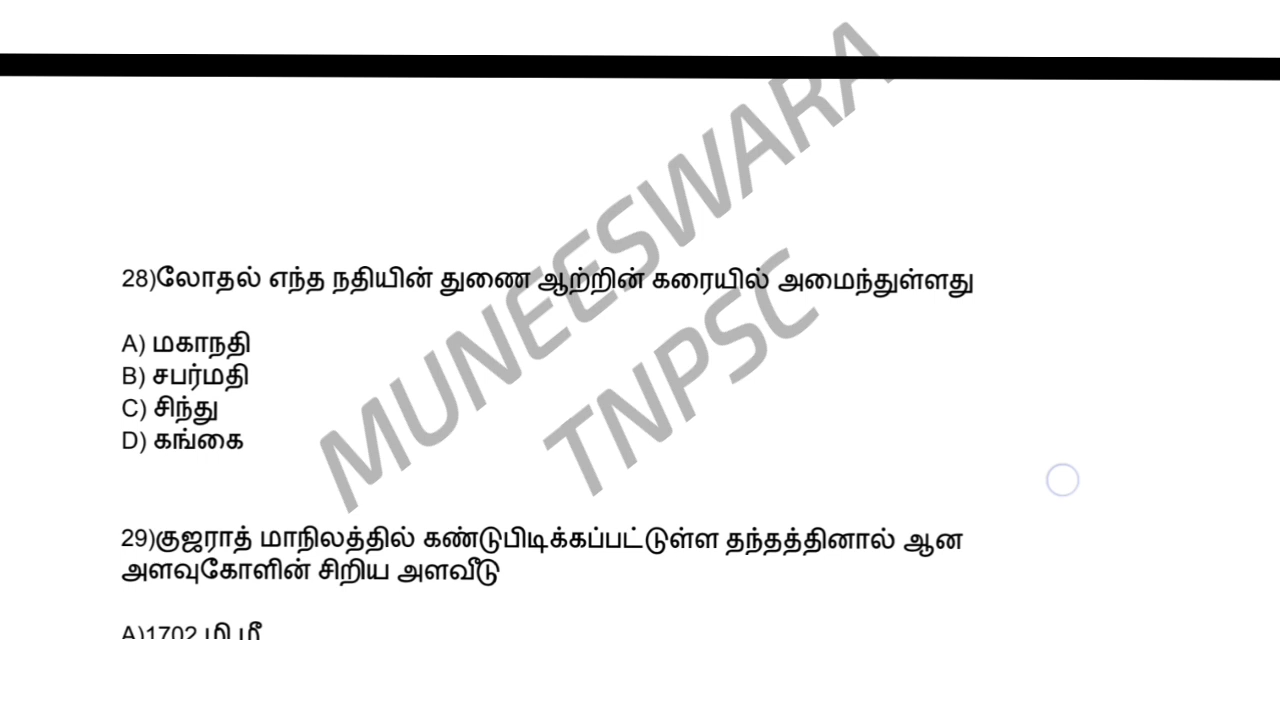 MUNEESWARA
TNPSC
28)லோதல் எந்த நதியின் துணை ஆற்றின் கரையில் அமைந்துள்ளது
A) மகாநதி
B) சபர்மதி
C) சிந்து
D) கங்கை
29)குஜராத் மாநிலத்தில் கண்டுபிடிக்கப்பட்டுள்ள தந்தத்தினால் ஆன
அளவுகோளின் சிறிய அளவீடு
A)1702 மி.மீ